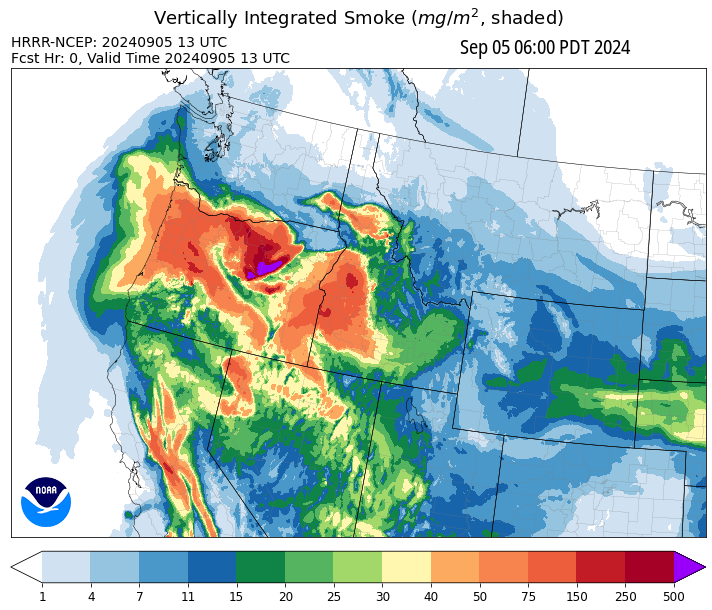 Vertically Integrated Smoke (mg/m², shaded)
HRRR-NCEP: 20240905 13 UTC
Fcst Hr: 0, Valid Time 20240905 13 UTC
Sep 05 06:00 PDT 2024
NOAA
1 4 7 11 15 20 25 30 40 50 75 150 250 500